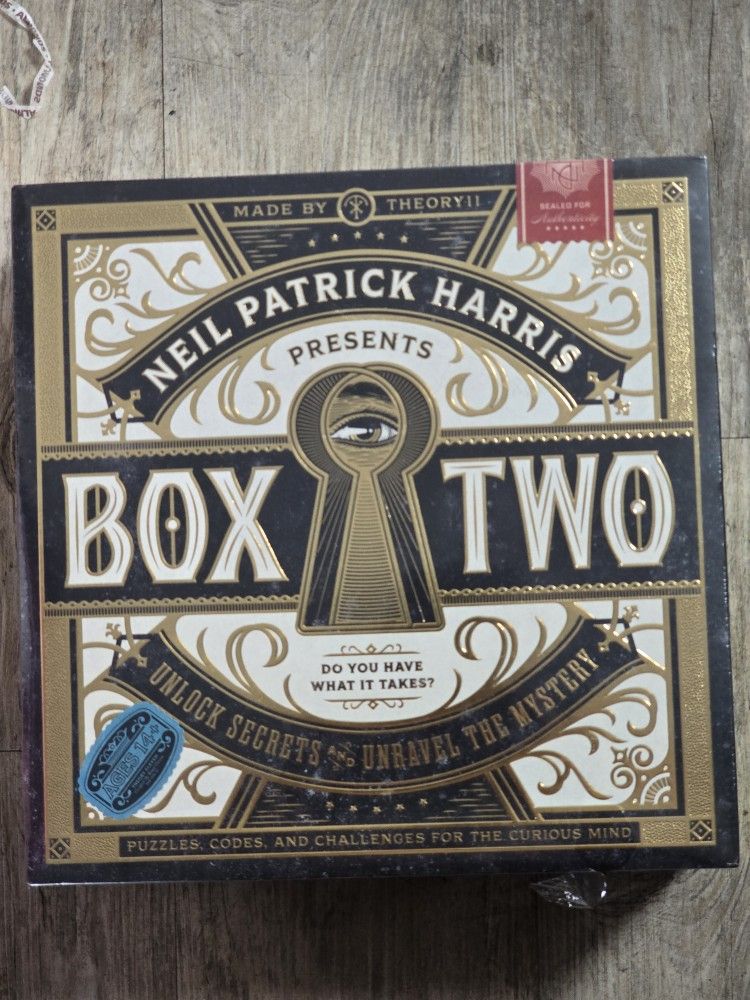 MADE BY THEORY11
SEALED FOR
Authenticity
NEIL PATRICK HARRIS
PRESENTS
BOX TWO
DO YOU HAVE
WHAT IT TAKES?
UNLOCK SECRETS AND UNRAVEL THE MYSTERY
AGES 14+
PUZZLES, CODES, AND CHALLENGES FOR THE CURIOUS MIND